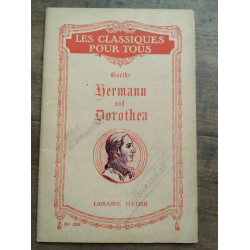 LES CLASSIQUES
POUR TOUS
Goethe
Hermann
und
Dorothea
LIBRAIRIE HATIER